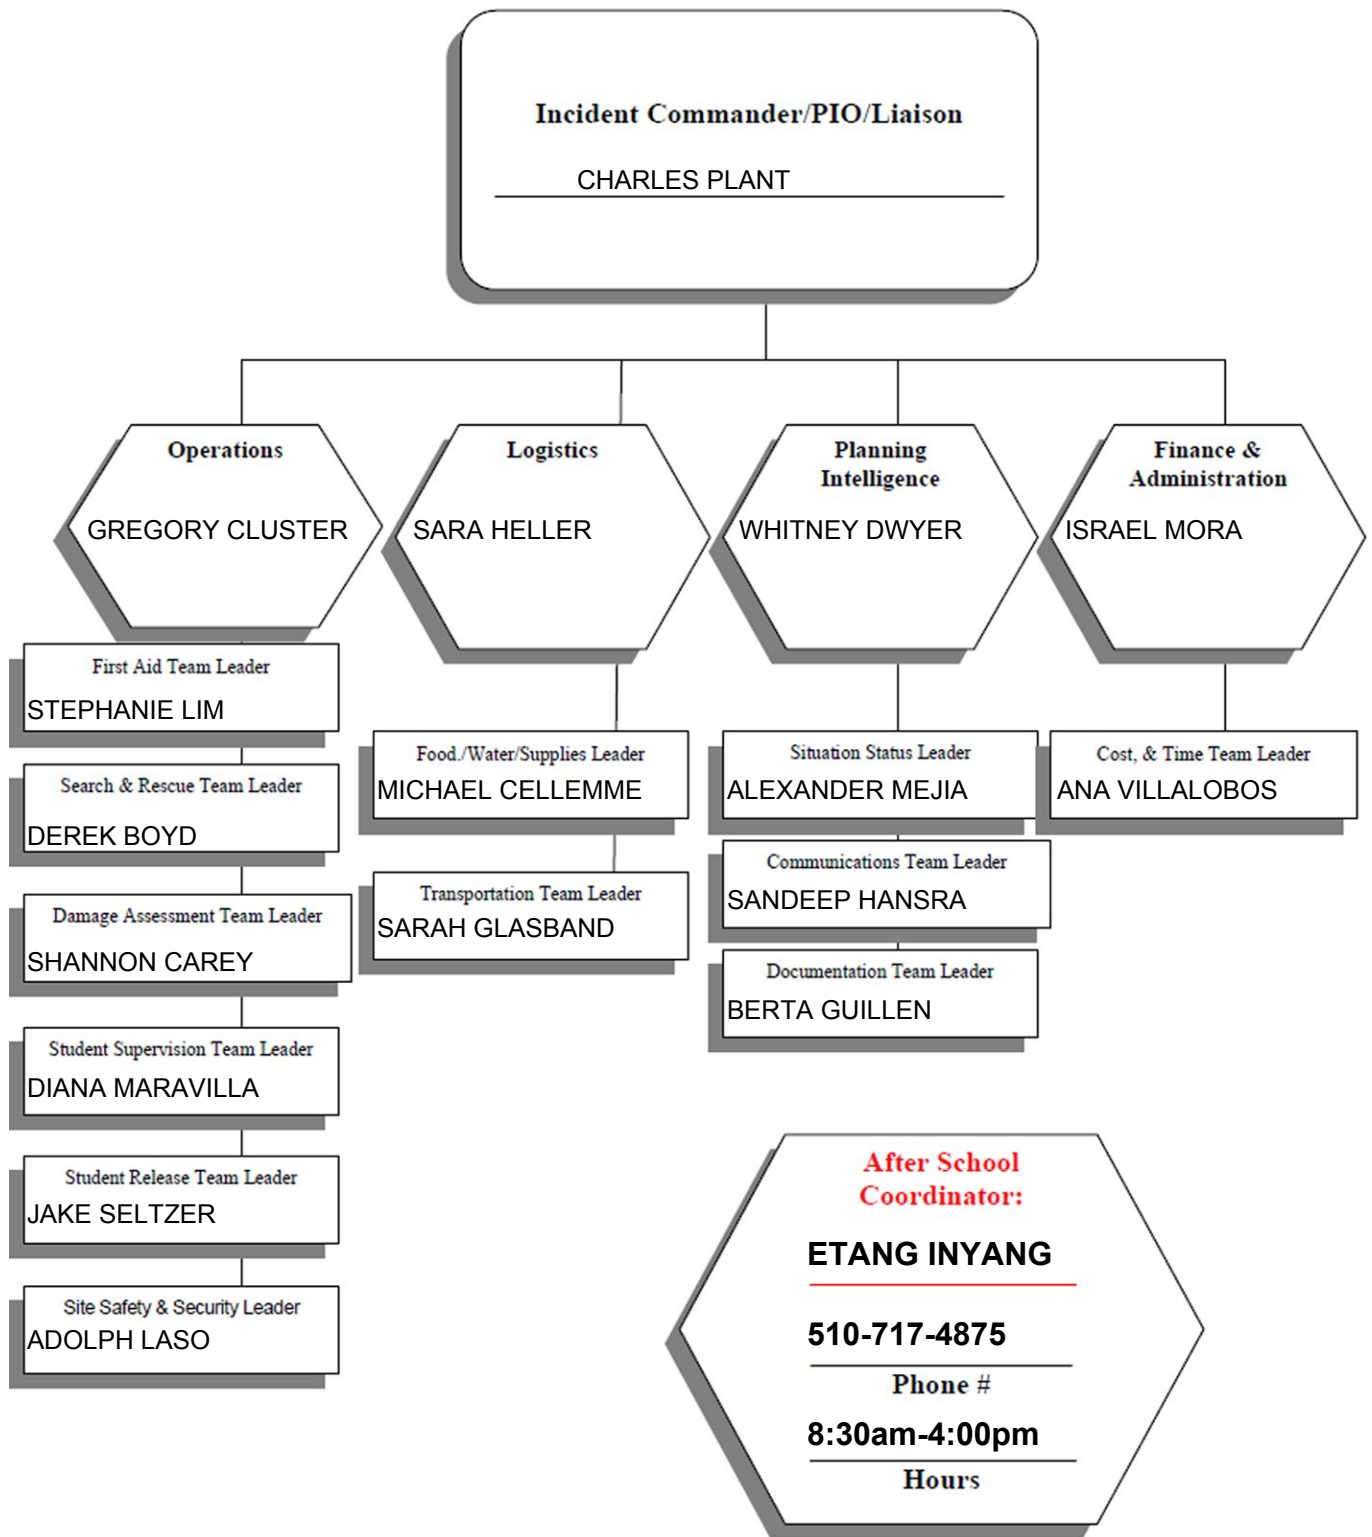 Incident Commander/PIO/Liaison
CHARLES PLANT
Operations
GREGORY CLUSTER
First Aid Team Leader
STEPHANIE LIM
Search & Rescue Team Leader
DEREK BOYD
Damage Assessment Team Leader
SHANNON CAREY
Student Supervision Team Leader
DIANA MARAVILLA
Student Release Team Leader
JAKE SELTZER
Site Safety & Security Leader
ADOLPH LASO
Logistics
SARA HELLER
Food./Water/Supplies Leader
MICHAEL CELLEMME
Transportation Team Leader
SARAH GLASBAND
Planning
Intelligence
WHITNEY DWYER
Situation Status Leader
ALEXANDER MEJIA
Communications Team Leader
SANDEEP HANSRA
Documentation Team Leader
BERTA GUILLEN
Finance &
Administration
ISRAEL MORA
Cost, & Time Team Leader
ANA VILLALOBOS
After School
Coordinator:
ETANG INYANG
510-717-4875
Phone #
8:30am-4:00pm
Hours